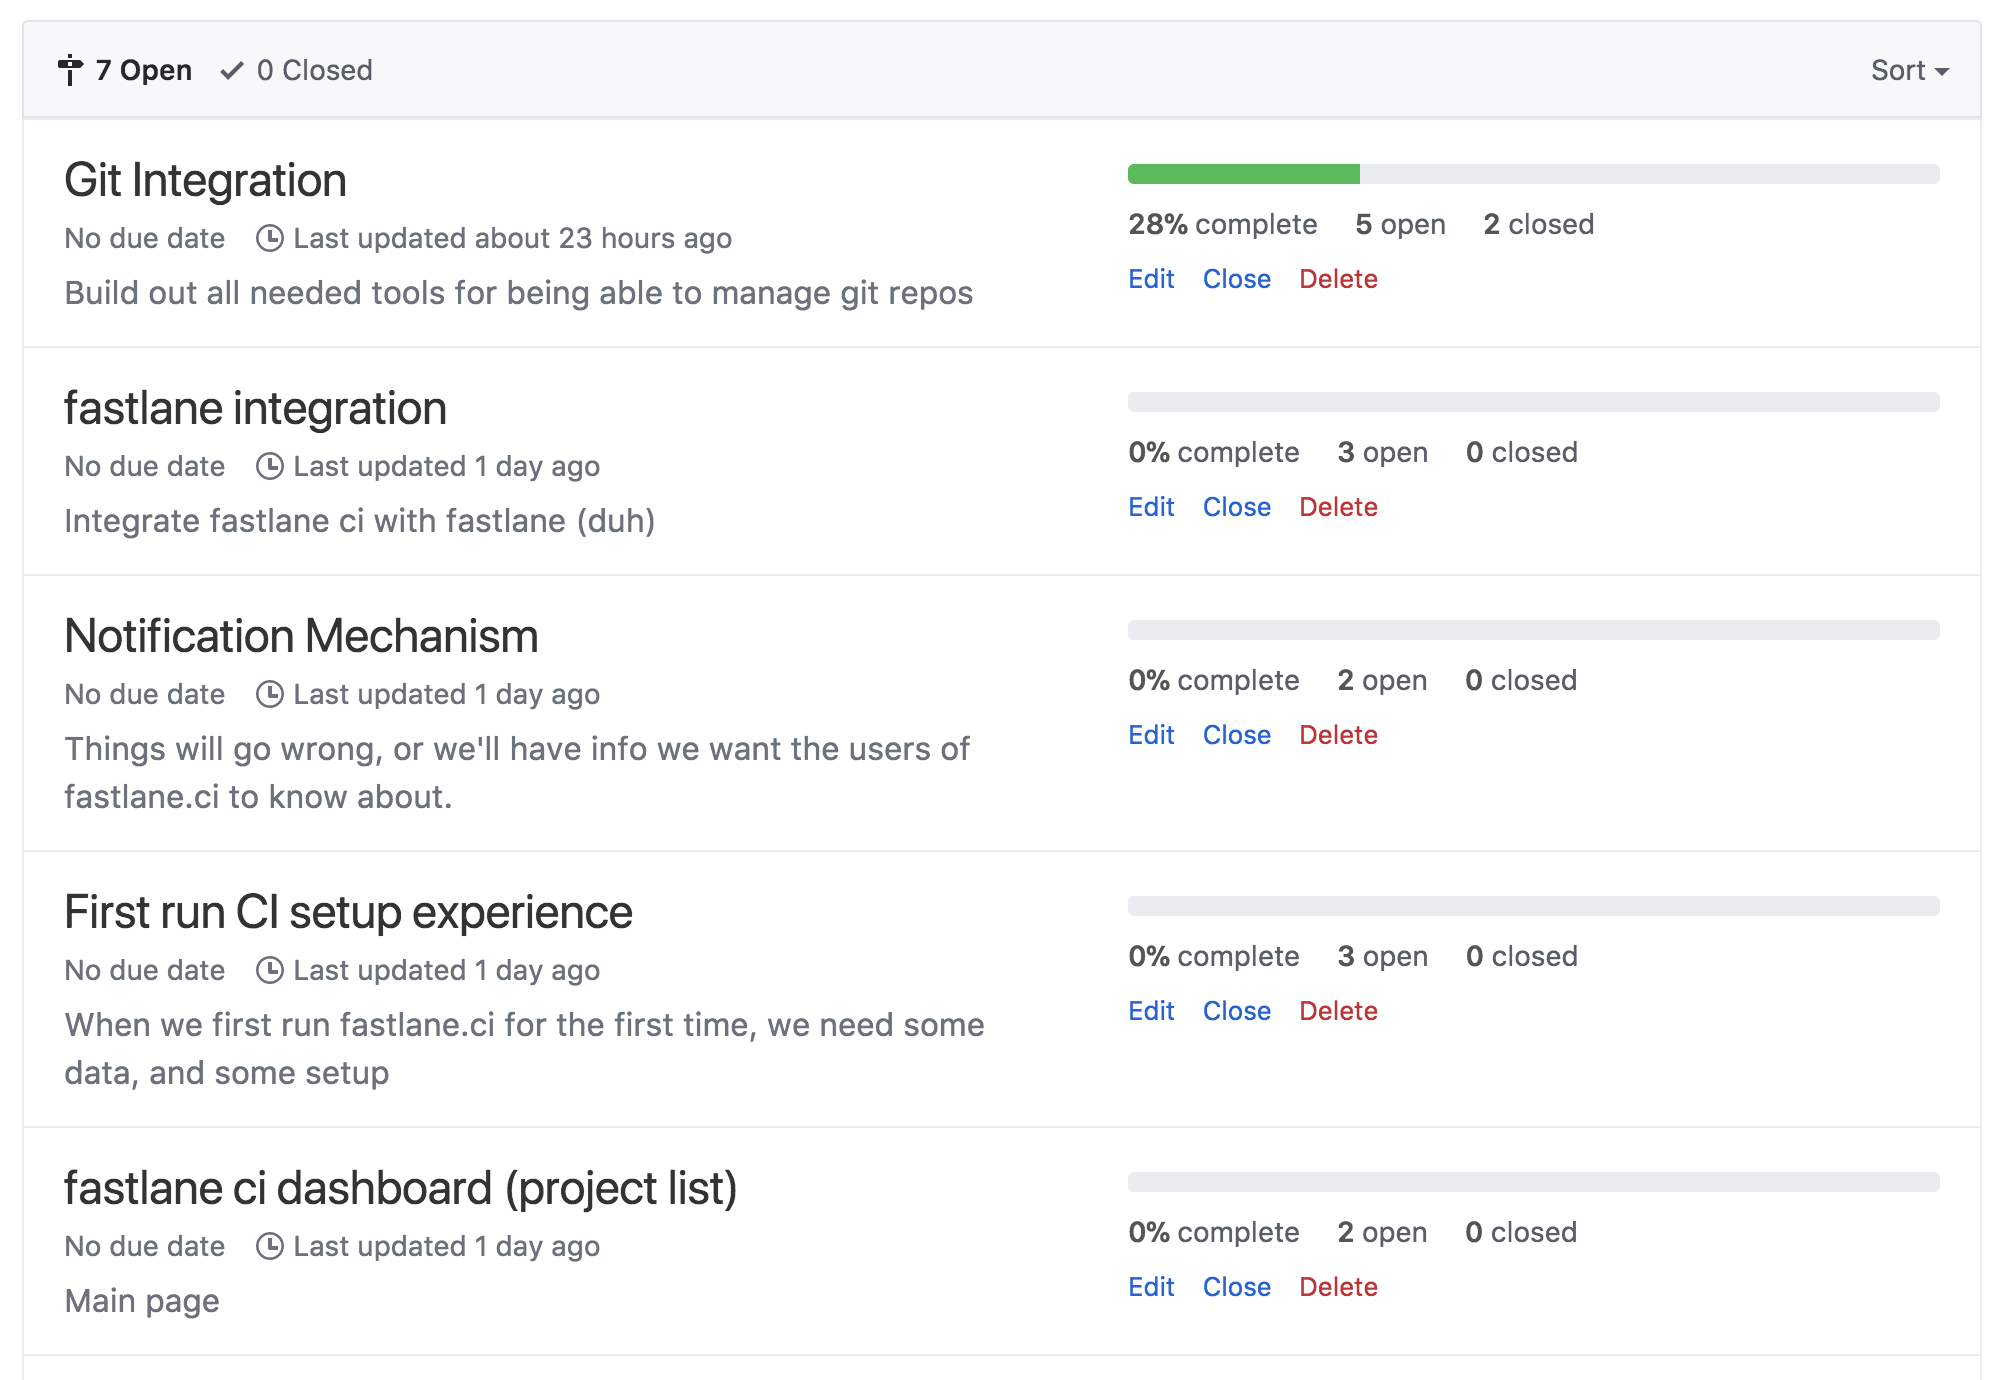 7 Open 0 Closed Sort
Git Integration
No due date Last updated about 23 hours ago
Build out all needed tools for being able to manage git repos
28% complete 5 open 2 closed
Edit Close Delete
fastlane integration
No due date Last updated 1 day ago
Integrate fastlane ci with fastlane (duh)
0% complete 3 open 0 closed
Edit Close Delete
Notification Mechanism
No due date Last updated 1 day ago
Things will go wrong, or we'll have info we want the users of
fastlane.ci to know about.
0% complete 2 open 0 closed
Edit Close Delete
First run CI setup experience
No due date Last updated 1 day ago
When we first run fastlane.ci for the first time, we need some
data, and some setup
0% complete 3 open 0 closed
Edit Close Delete
fastlane ci dashboard (project list)
No due date Last updated 1 day ago
Main page
0% complete 2 open 0 closed
Edit Close Delete